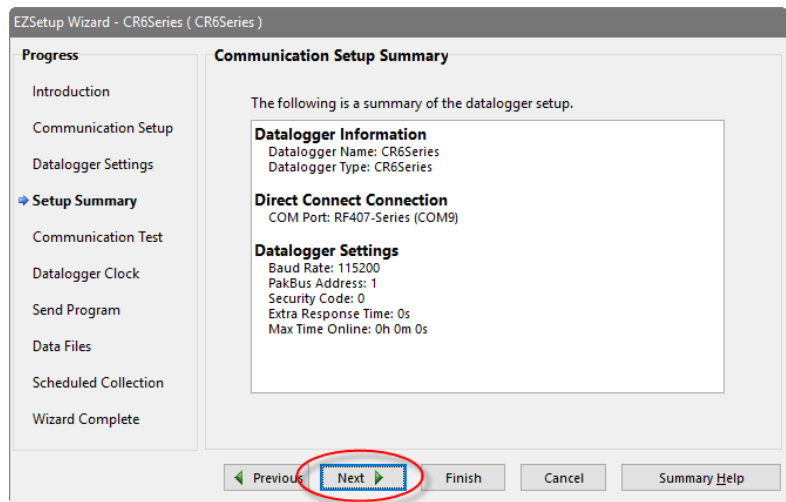 EZSetup Wizard - CR6Series ( CR6Series )
Progress
Introduction
Communication Setup
Datalogger Settings
Setup Summary
Communication Test
Datalogger Clock
Send Program
Data Files
Scheduled Collection
Wizard Complete
Communication Setup Summary
The following is a summary of the datalogger setup.
Datalogger Information
Datalogger Name: CR6Series
Datalogger Type: CR6Series
Direct Connect Connection
COM Port: RF407-Series (COM9)
Datalogger Settings
Baud Rate: 115200
PakBus Address: 1
Security Code: 0
Extra Response Time: 0s
Max Time Online: 0h 0m 0s
Previous Next Finish Cancel Summary Help